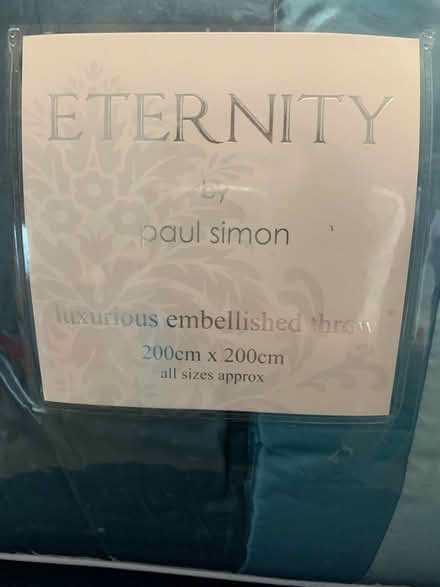 ETERNITY
by
paul simon
luxurious embellished throw
200cm x 200cm
all sizes approx